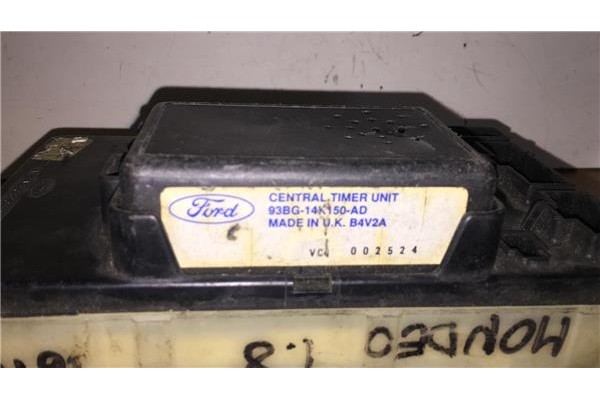 Ford
CENTRAL TIMER UNIT
93BG-14K150-AD
MADE IN U.K. B4V2A
VC 002524
MONDEO
1.8